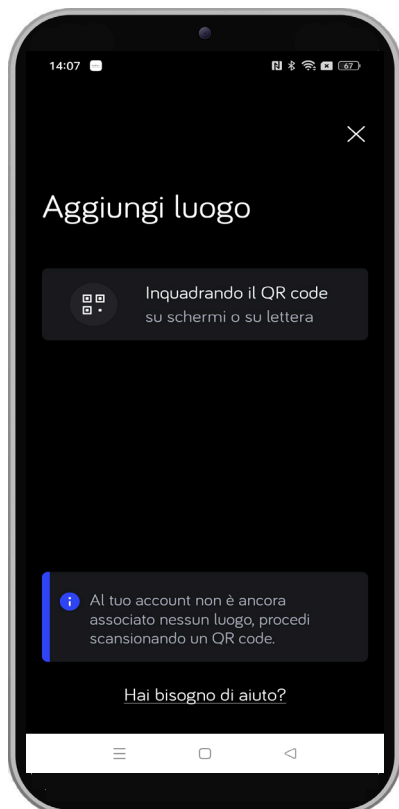 14:07
67
Aggiungi luogo
Inquadrando il QR code
su schermi o su lettera
Al tuo account non è ancora
associato nessun luogo, procedi
scansionando un QR code.
Hai bisogno di aiuto?